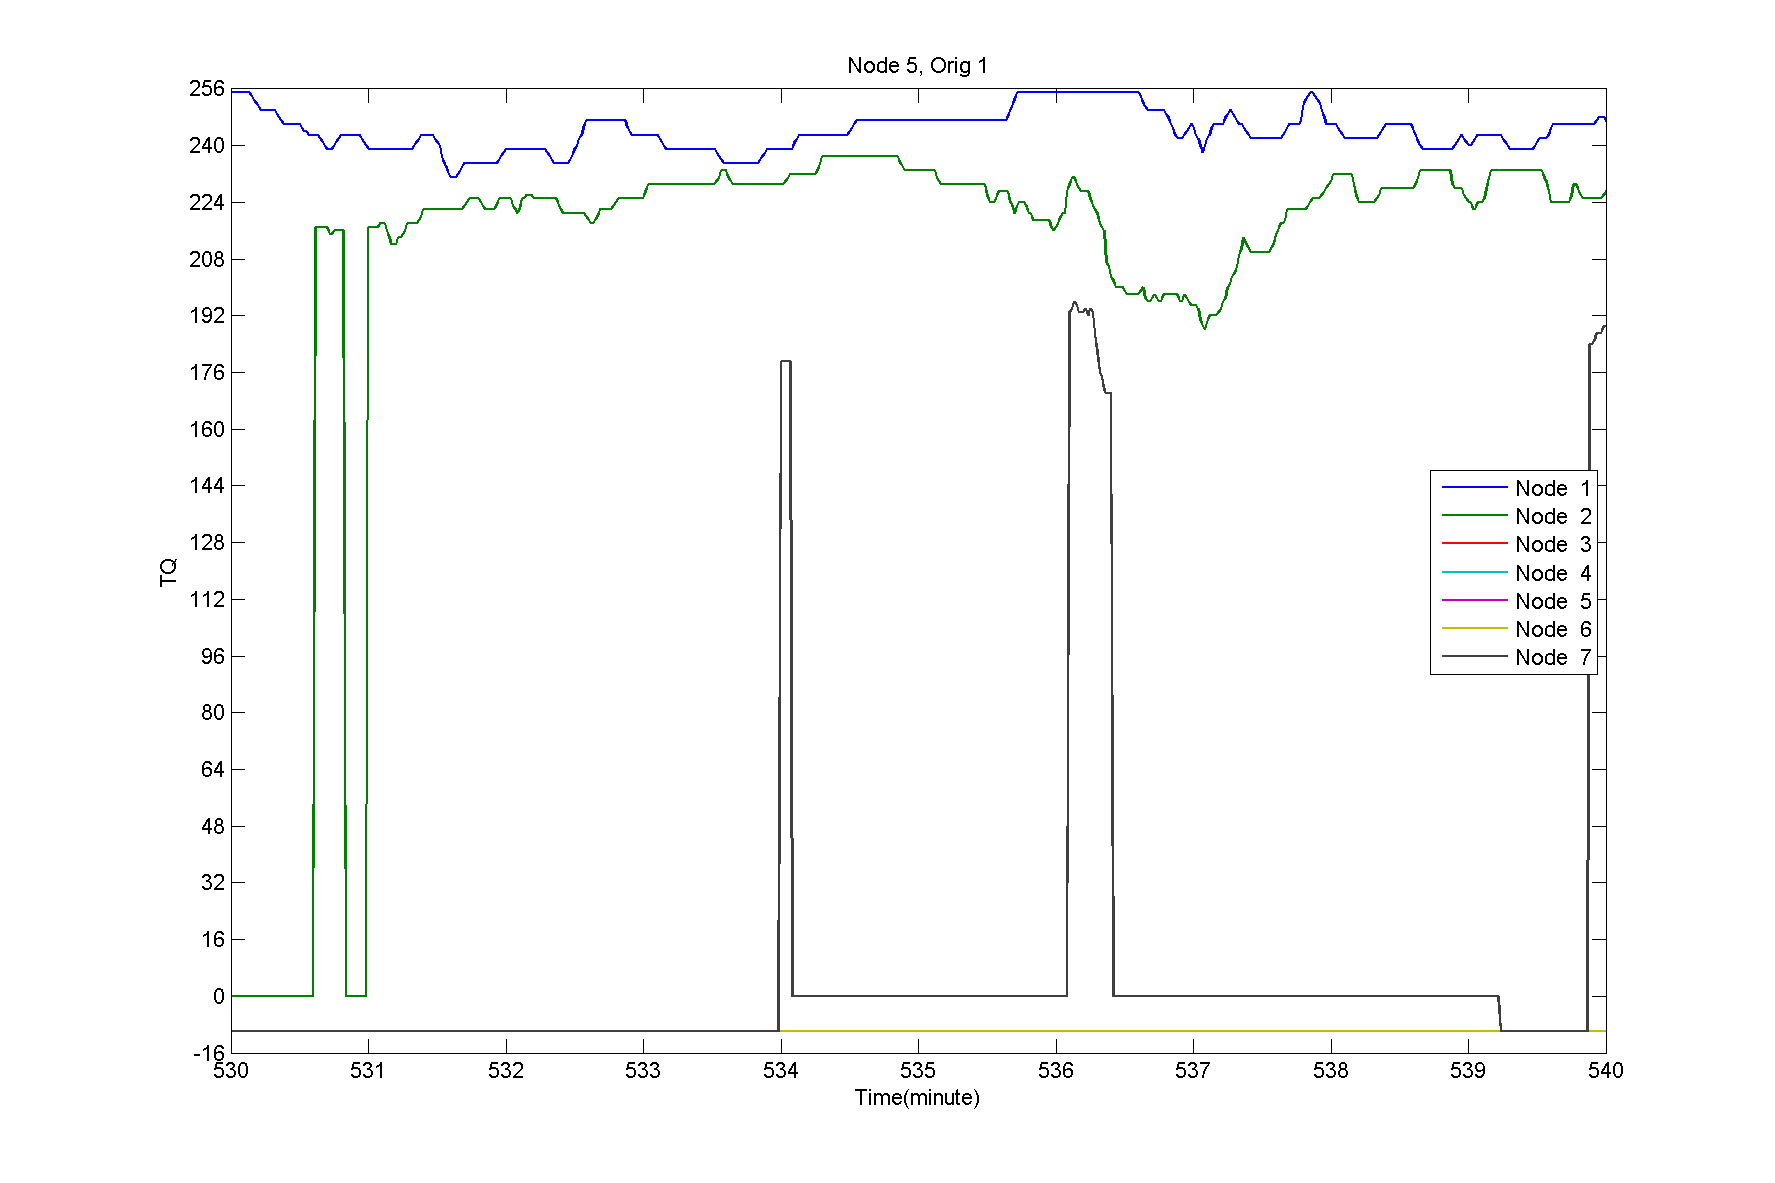 Node 5, Orig 1
256
240
224
208
192
176
160
144
128
112
96
80
64
48
32
16
0
-16
TQ
530 531 532 533 534 535 536 537 538 539 540
Time(minute)
Node 1
Node 2
Node 3
Node 4
Node 5
Node 6
Node 7